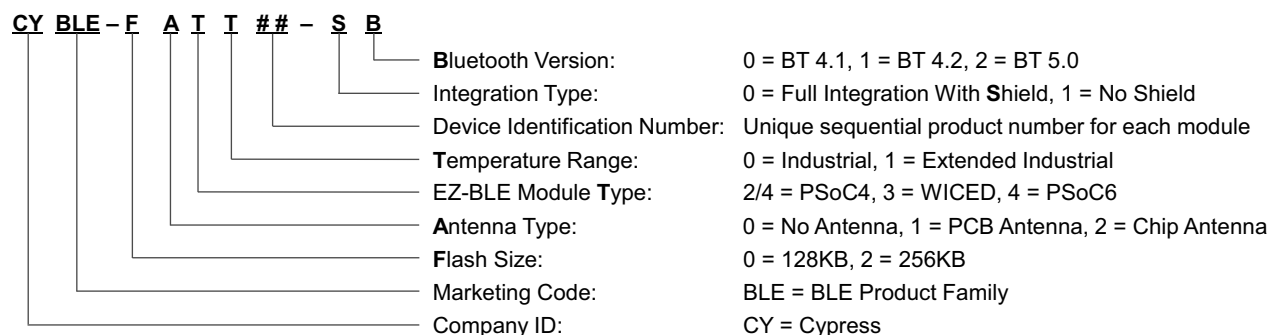 CY BLE – F A T T ## – S B
Bluetooth Version: 0 = BT 4.1, 1 = BT 4.2, 2 = BT 5.0
Integration Type: 0 = Full Integration With Shield, 1 = No Shield
Device Identification Number: Unique sequential product number for each module
Temperature Range: 0 = Industrial, 1 = Extended Industrial
EZ-BLE Module Type: 2/4 = PSoC4, 3 = WICED, 4 = PSoC6
Antenna Type: 0 = No Antenna, 1 = PCB Antenna, 2 = Chip Antenna
Flash Size: 0 = 128KB, 2 = 256KB
Marketing Code: BLE = BLE Product Family
Company ID: CY = Cypress